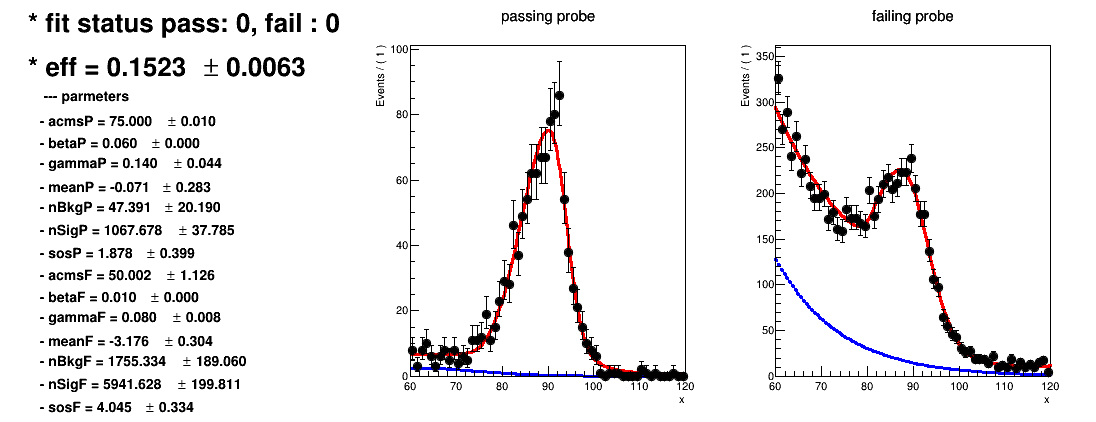 * fit status pass: 0, fail : 0
* eff = 0.1523 ± 0.0063
--- parmeters
- acmsP = 75.000 ± 0.010
- betaP = 0.060 ± 0.000
- gammaP = 0.140 ± 0.044
- meanP = -0.071 ± 0.283
- nBkgP = 47.391 ± 20.190
- nSigP = 1067.678 ± 37.785
- sosP = 1.878 ± 0.399
- acmsF = 50.002 ± 1.126
- betaF = 0.010 ± 0.000
- gammaF = 0.080 ± 0.008
- meanF = -3.176 ± 0.304
- nBkgF = 1755.334 ± 189.060
- nSigF = 5941.628 ± 199.811
- sosF = 4.045 ± 0.334
passing probe
Events / ( 1 )
100
80
60
40
20
0
60 70 80 90 100 110 120
x
failing probe
Events / ( 1 )
350
300
250
200
150
100
50
0
60 70 80 90 100 110 120
x